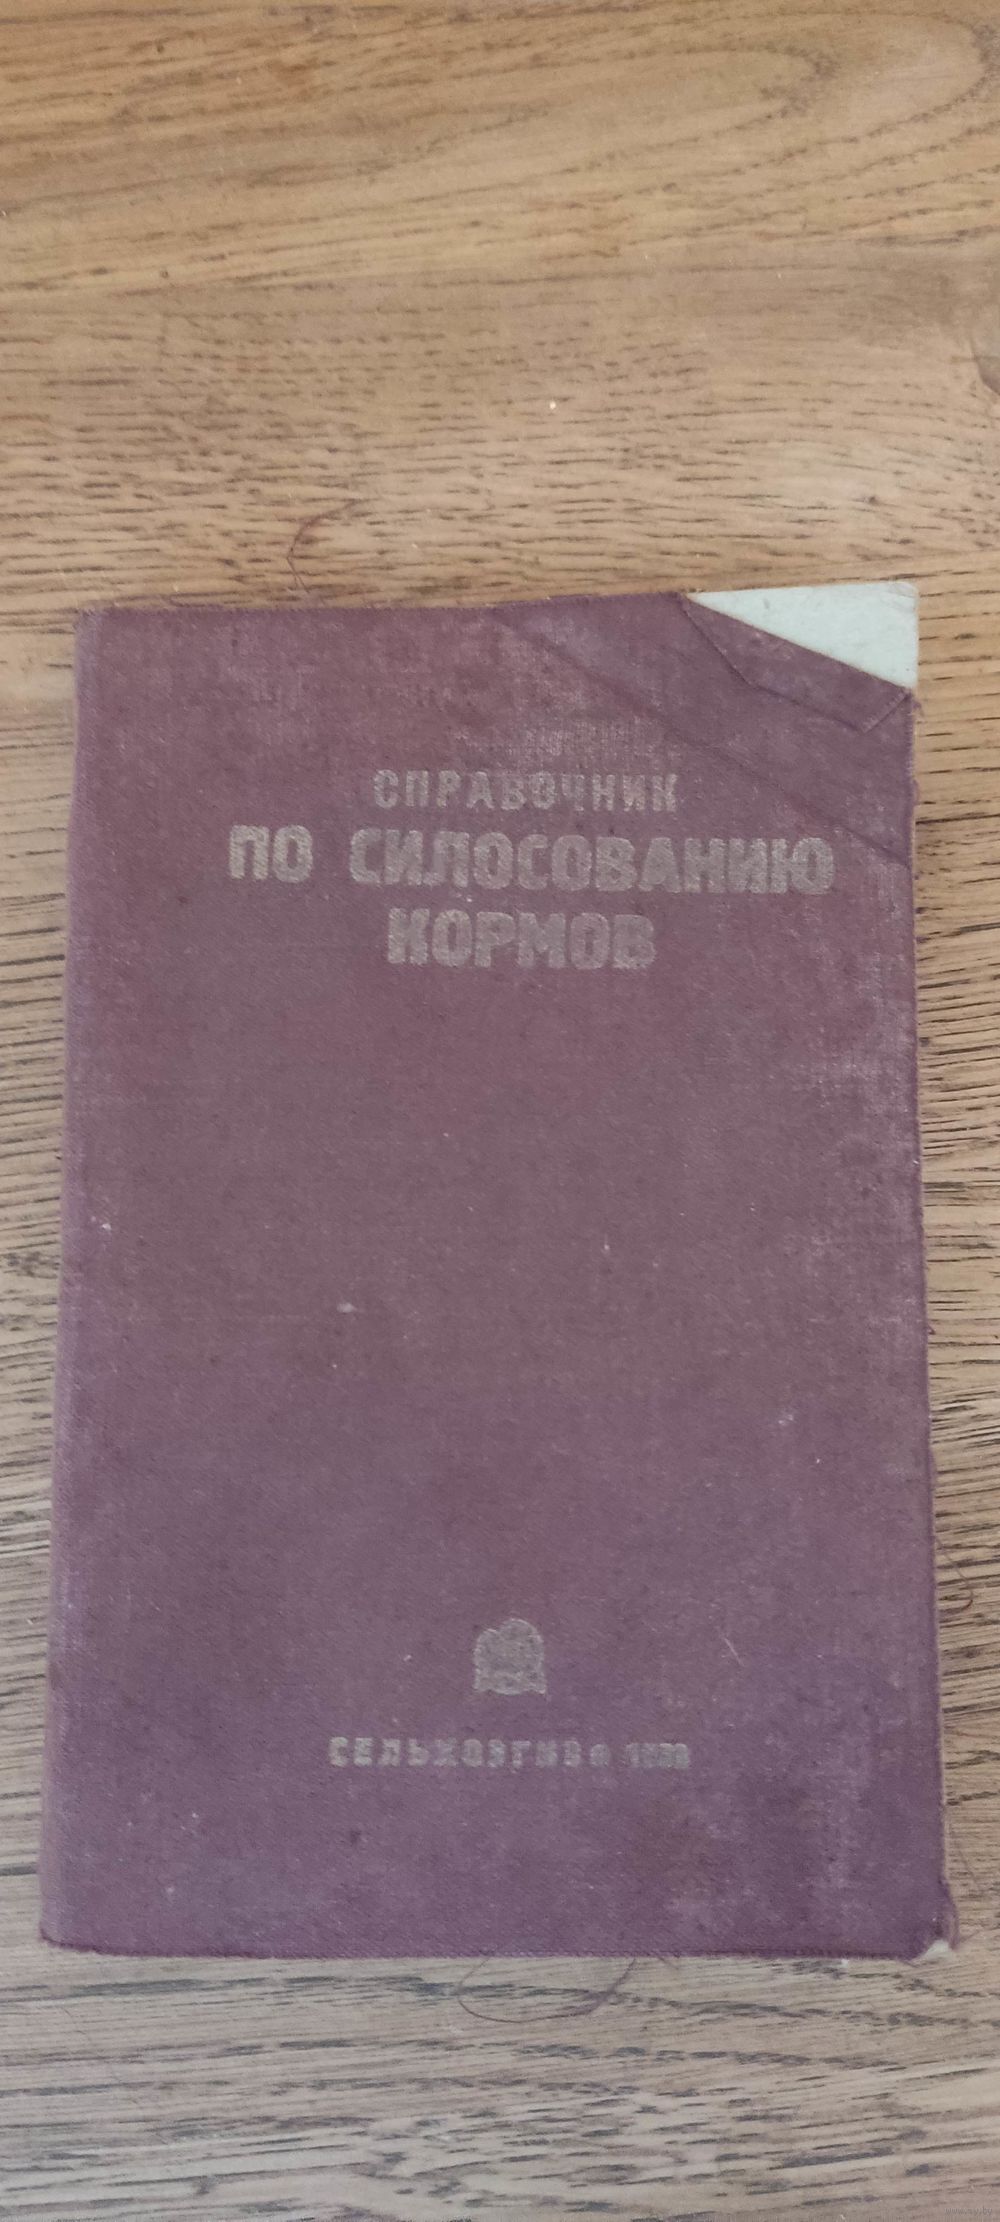 СПРАВОЧНИК
ПО СИЛОСОВАНИЮ
КОРМОВ
СЕЛЬХОЗГИЗ